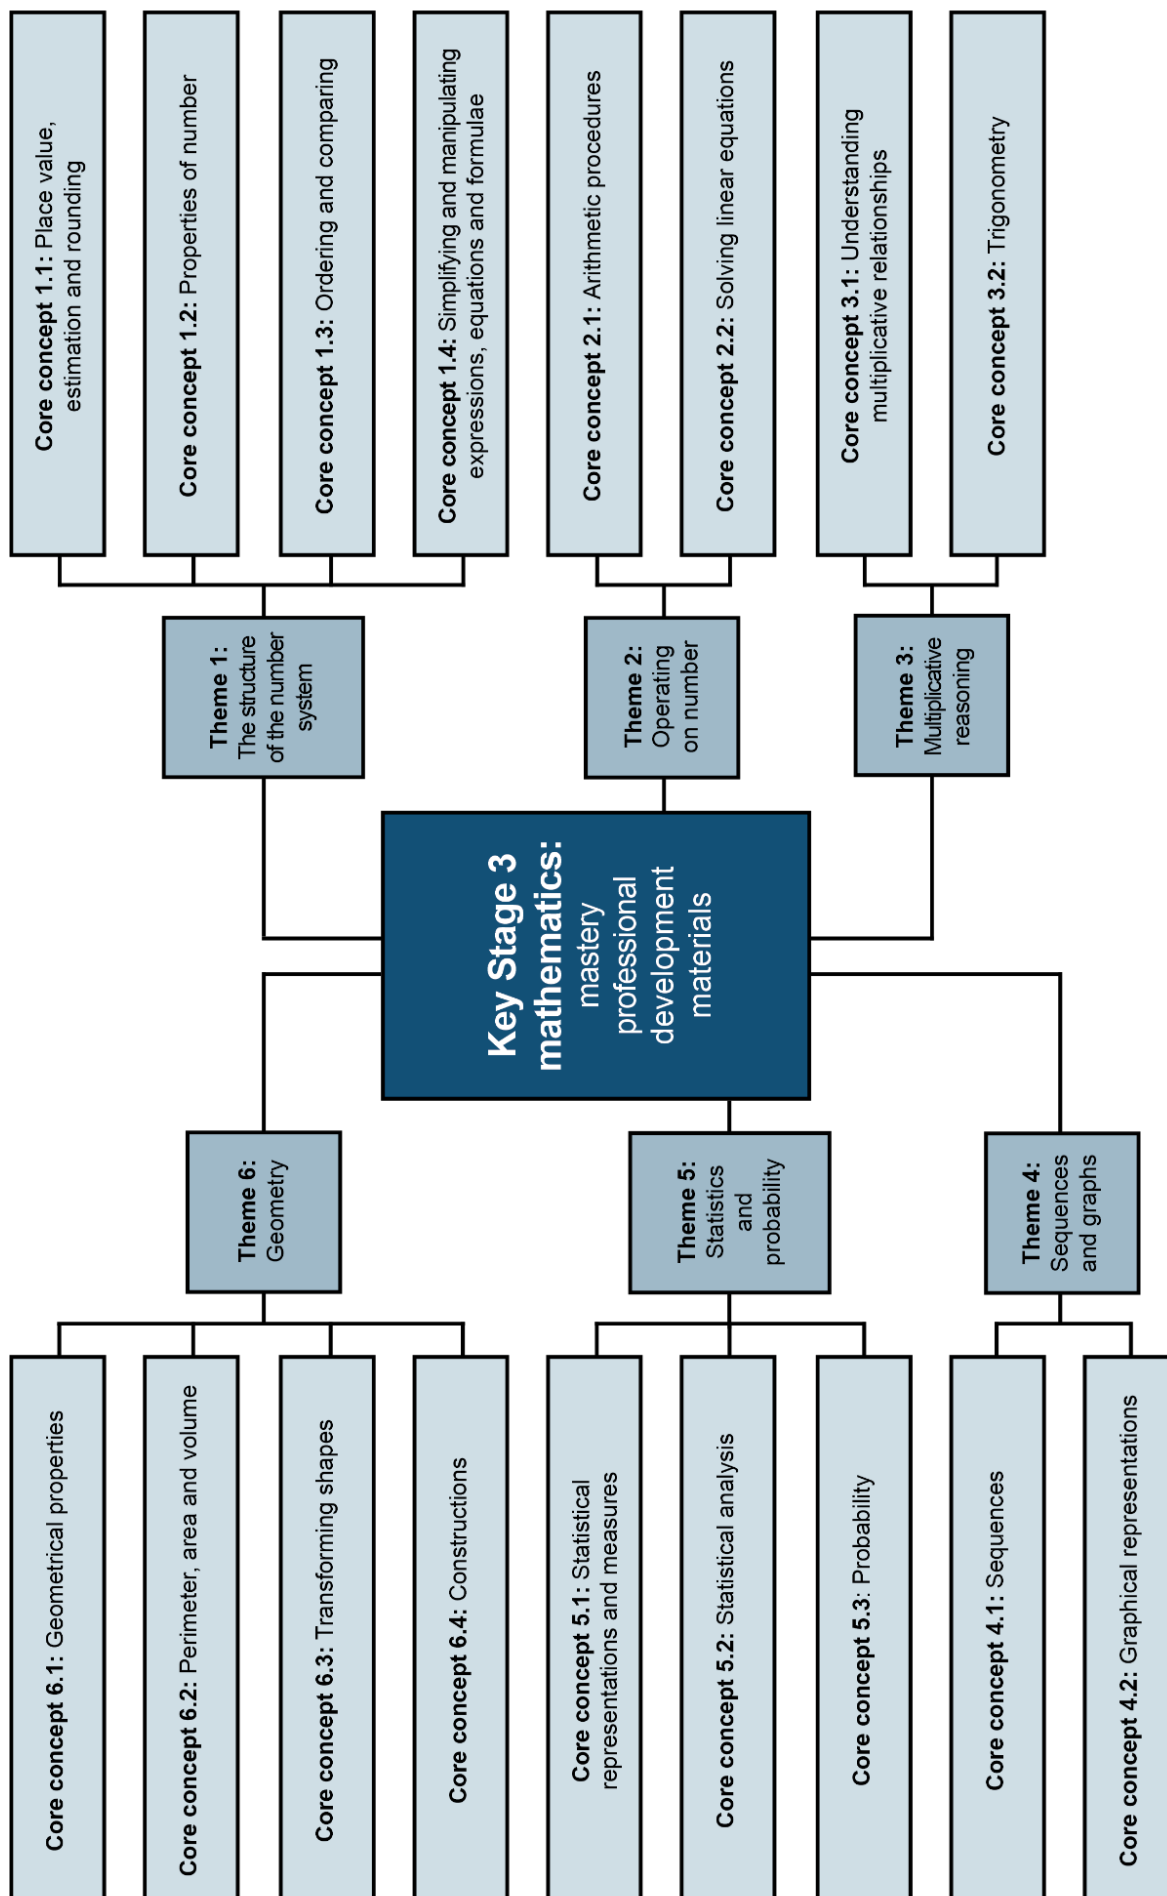 Key Stage 3
mathematics:
mastery
professional
development
materials
Theme 1:
The structure
of the number
system
Core concept 1.1: Place value,
estimation and rounding
Core concept 1.2: Properties of number
Core concept 1.3: Ordering and comparing
Core concept 1.4: Simplifying and manipulating
expressions, equations and formulae
Theme 2:
Operating
on number
Core concept 2.1: Arithmetic procedures
Core concept 2.2: Solving linear equations
Theme 3:
Multiplicative
reasoning
Core concept 3.1: Understanding
multiplicative relationships
Core concept 3.2: Trigonometry
Theme 4:
Sequences
and graphs
Core concept 4.1: Sequences
Core concept 4.2: Graphical representations
Theme 5:
Statistics
and
probability
Core concept 5.1: Statistical
representations and measures
Core concept 5.2: Statistical analysis
Core concept 5.3: Probability
Theme 6:
Geometry
Core concept 6.1: Geometrical properties
Core concept 6.2: Perimeter, area and volume
Core concept 6.3: Transforming shapes
Core concept 6.4: Constructions